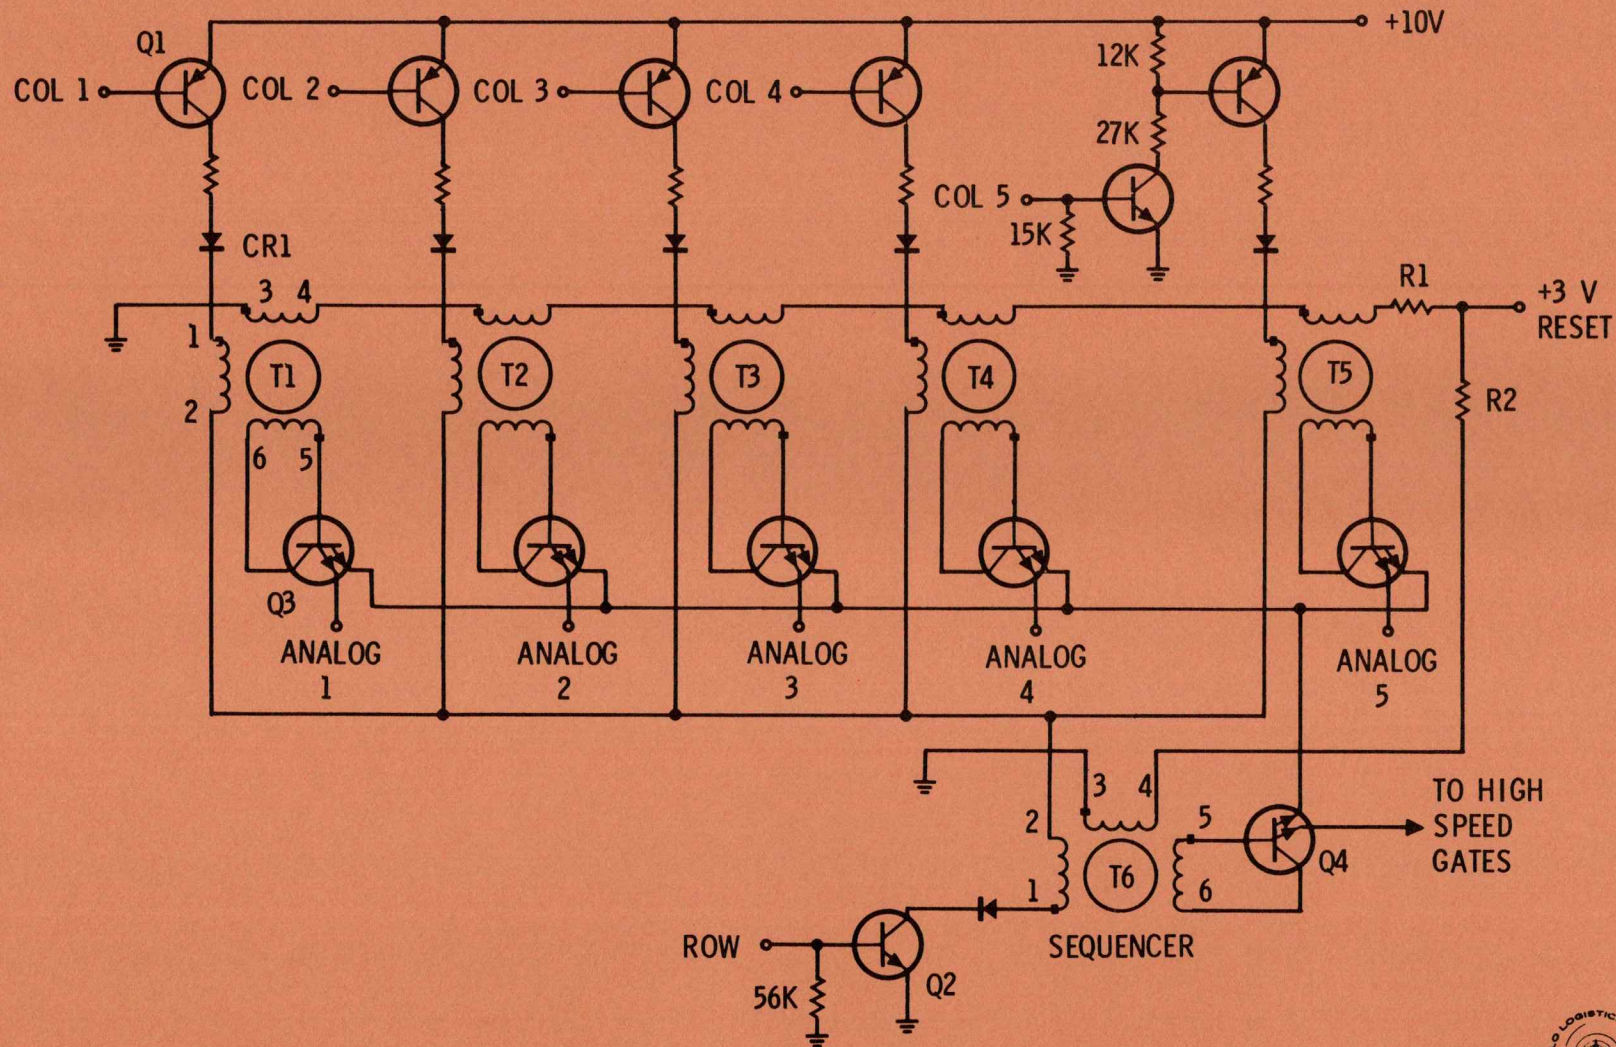 +10V
Q1
12K
COL 1
COL 2
COL 3
COL 4
27K
COL 5
15K
CR1
3 4
R1
+3 V
RESET
1
T1
T2
T3
T4
T5
2
R2
6 5
Q3
ANALOG
1
ANALOG
2
ANALOG
3
ANALOG
4
ANALOG
5
3 4
2
5
TO HIGH
SPEED
GATES
Q4
1
T6
6
ROW
SEQUENCER
Q2
56K